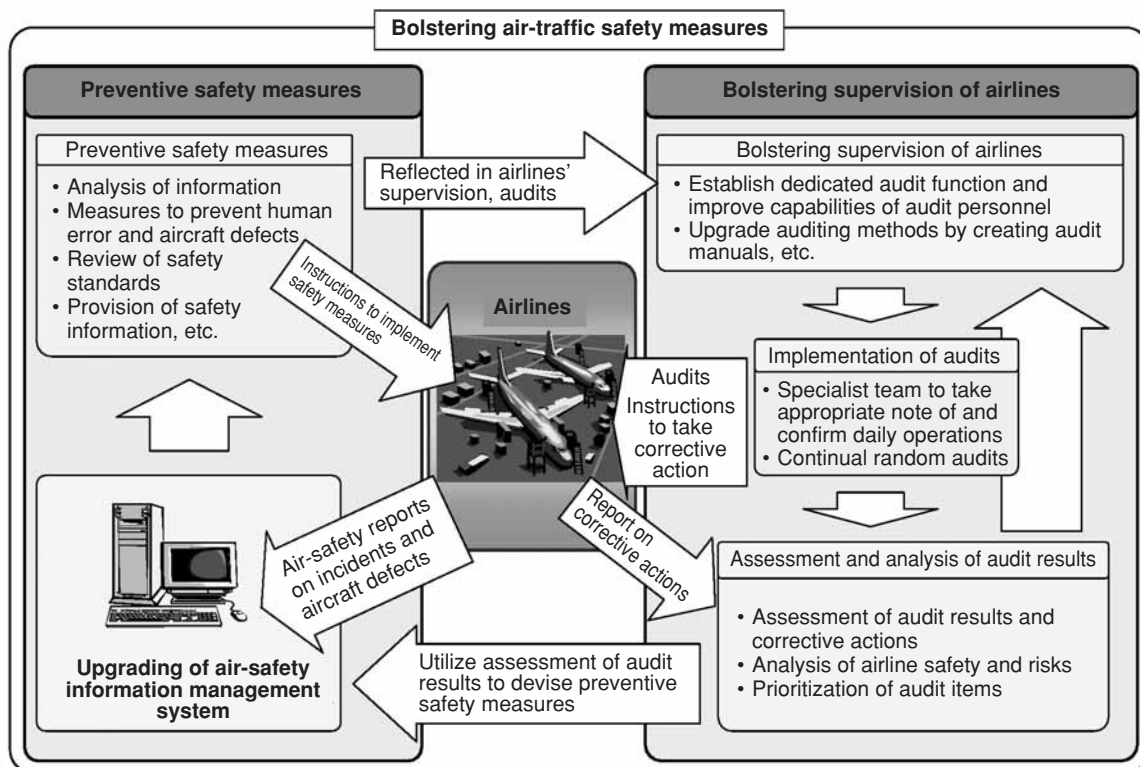 Bolstering air-traffic safety measures
Preventive safety measures
Preventive safety measures
• Analysis of information
• Measures to prevent human
error and aircraft defects
• Review of safety
standards
• Provision of safety
information, etc.
Reflected in airlines'
supervision, audits
Instructions to implement
safety measures
Airlines
Bolstering supervision of airlines
Bolstering supervision of airlines
• Establish dedicated audit function and
improve capabilities of audit personnel
• Upgrade auditing methods by creating audit
manuals, etc.
Implementation of audits
• Specialist team to take
appropriate note of and
confirm daily operations
• Continual random audits
Audits
Instructions
to take
corrective
action
Report on
corrective actions
Assessment and analysis of audit results
• Assessment of audit results and
corrective actions
• Analysis of airline safety and risks
• Prioritization of audit items
Air-safety reports
on incidents and
aircraft defects
Upgrading of air-safety
information management
system
Utilize assessment of audit
results to devise preventive
safety measures